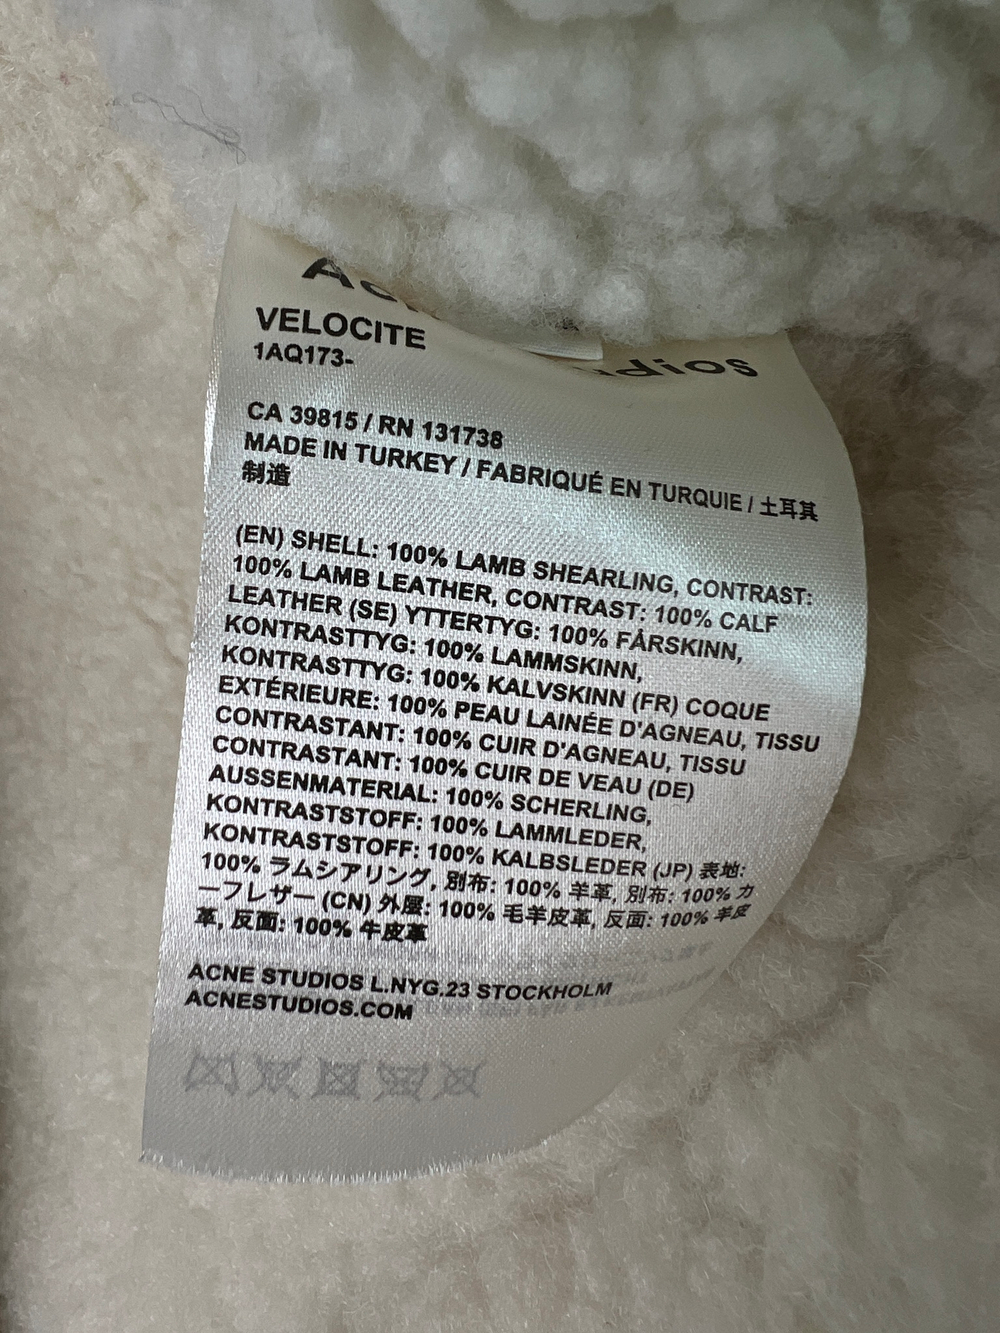 Ac
udios
VELOCITE
1AQ173-
CA 39815 / RN 131738
MADE IN TURKEY / FABRIQUÉ EN TURQUIE / 土耳其
制造
(EN) SHELL: 100% LAMB SHEARLING, CONTRAST:
100% LAMB LEATHER, CONTRAST: 100% CALF
LEATHER (SE) YTTERTYG: 100% FÅRSKINN,
KONTRASTTYG: 100% LAMMSKINN,
KONTRASTTYG: 100% KALVSKINN (FR) COQUE
EXTÉRIEURE: 100% PEAU LAINÉE D'AGNEAU, TISSU
CONTRASTANT: 100% CUIR D'AGNEAU, TISSU
CONTRASTANT: 100% CUIR DE VEAU (DE)
AUSSENMATERIAL: 100% SCHERLING,
KONTRASTSTOFF: 100% LAMMLEDER,
KONTRASTSTOFF: 100% KALBSLEDER (JP) 表地:
100% ラムシアリング, 別布: 100% 羊革, 別布: 100% カ
ーフレザー (CN) 外层: 100% 毛羊皮革, 反面: 100% 羊皮
革, 反面: 100% 牛皮革
ACNE STUDIOS L.NYG.23 STOCKHOLM
ACNESTUDIOS.COM